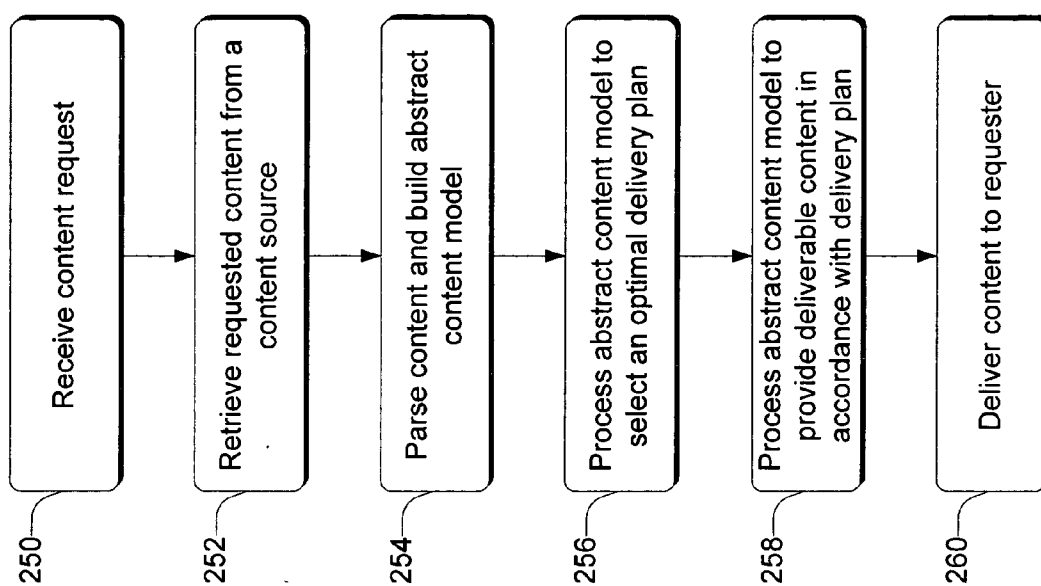 250
Receive content request
252
Retrieve requested content from a
content source
254
Parse content and build abstract
content model
256
Process abstract content model to
select an optimal delivery plan
258
Process abstract content model to
provide deliverable content in
accordance with delivery plan
260
Deliver content to requester